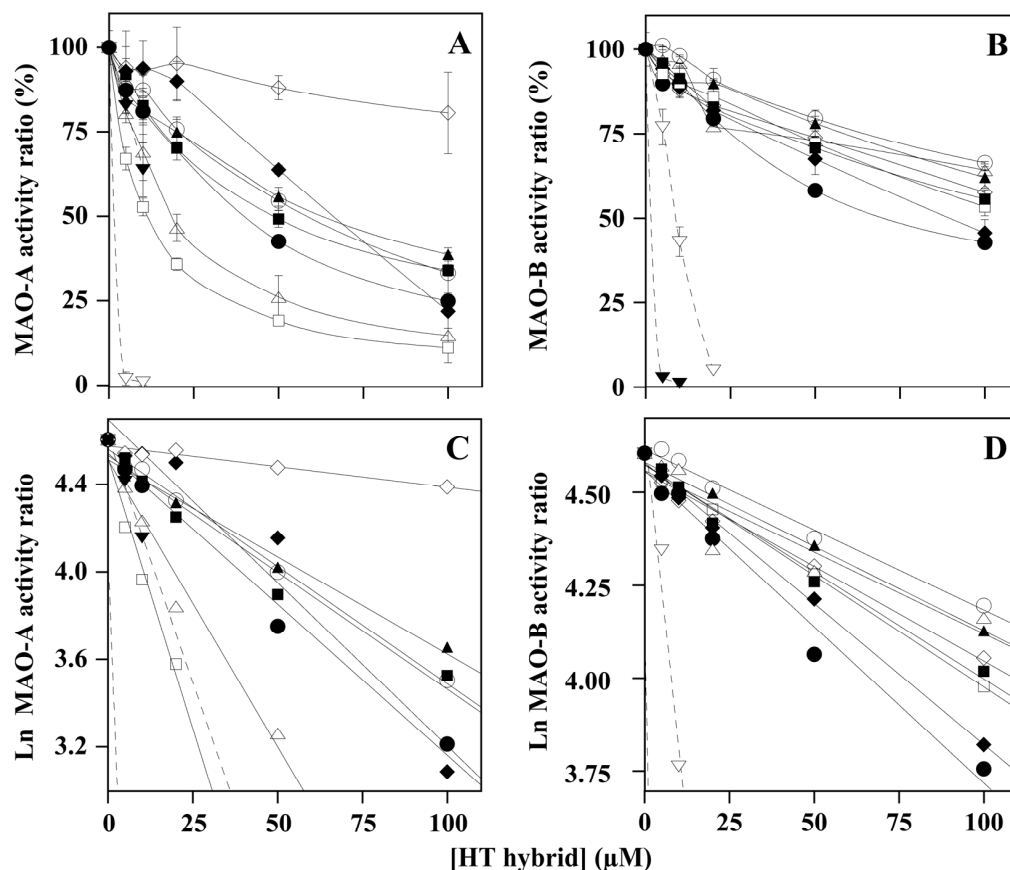 A
MAO-A activity ratio (%)
100
75
50
25
0
B
MAO-B activity ratio (%)
100
75
50
25
0
C
Ln MAO-A activity ratio
4.4
4.0
3.6
3.2
0 25 50 75 100
D
Ln MAO-B activity ratio
4.50
4.25
4.00
3.75
0 25 50 75 100
[HT hybrid] (µM)